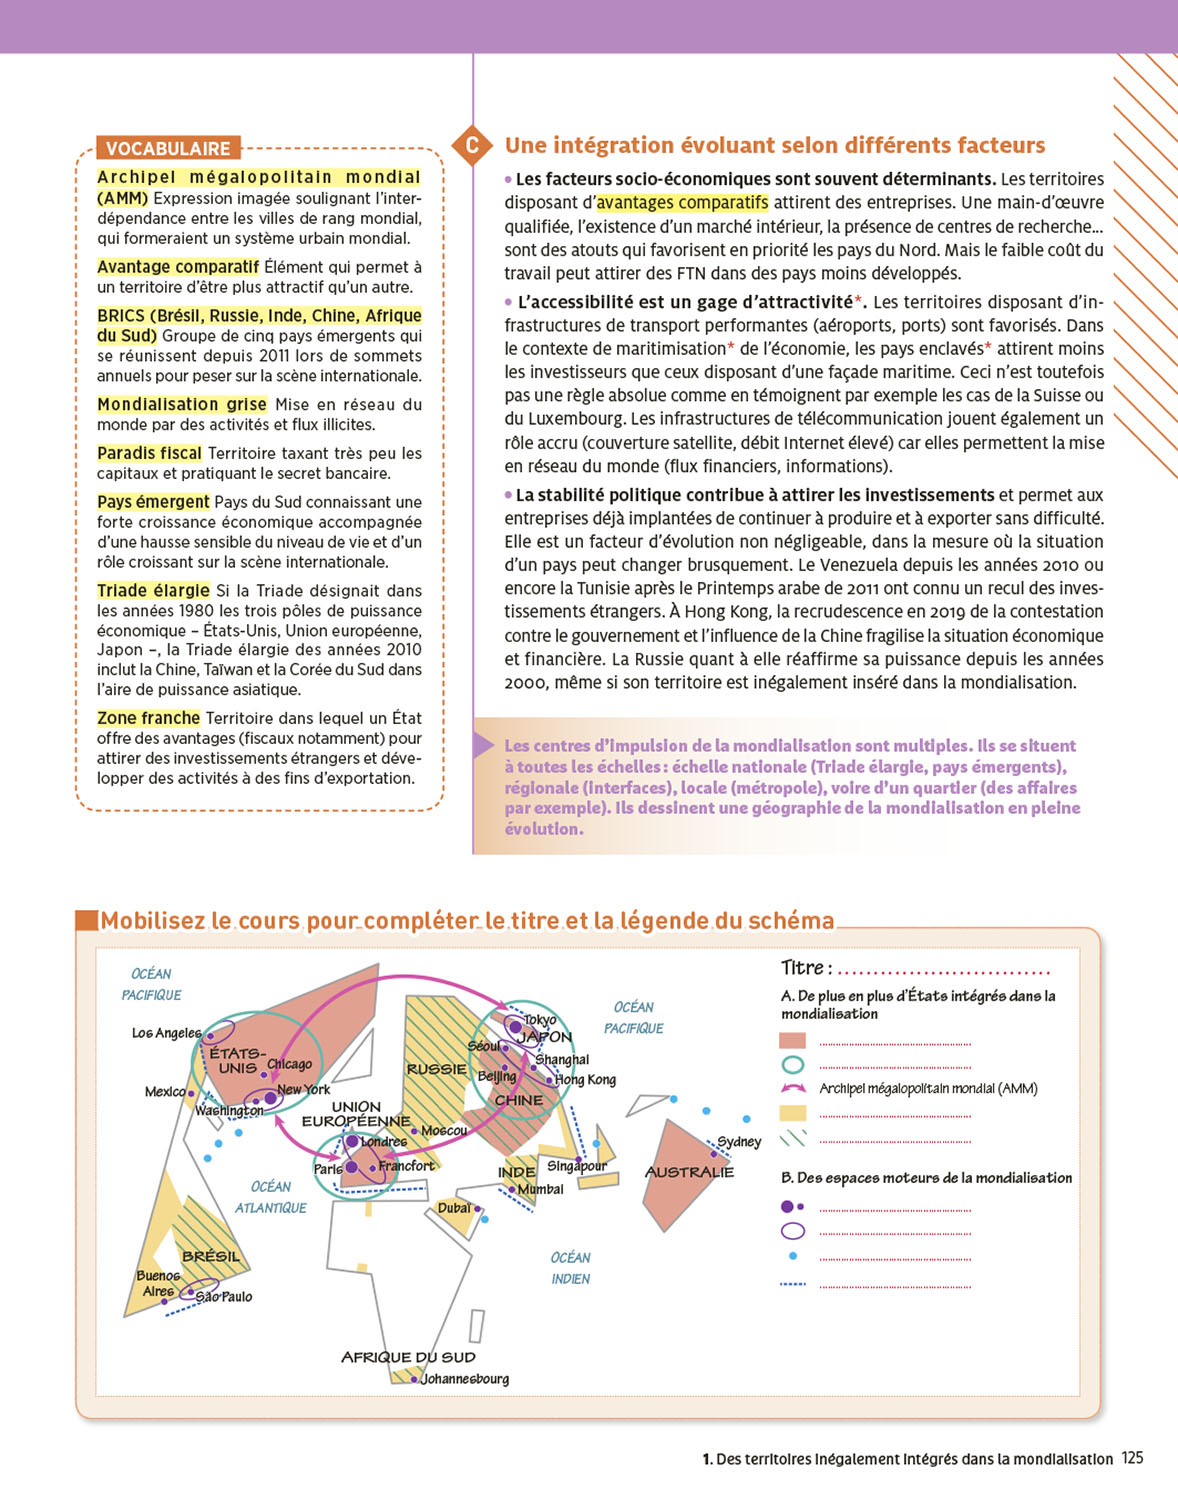 VOCABULAIRE
Archipel mégalopolitain mondial
(AMM) Expression imagée soulignant l'inter-
dépendance entre les villes de rang mondial,
qui formeraient un système urbain mondial.
Avantage comparatif Élément qui permet à
un territoire d'être plus attractif qu'un autre.
BRICS (Brésil, Russie, Inde, Chine, Afrique
du Sud) Groupe de cinq pays émergents qui
se réunissent depuis 2011 lors de sommets
annuels pour peser sur la scène internationale.
Mondialisation grise Mise en réseau du
monde par des activités et flux illicites.
Paradis fiscal Territoire taxant très peu les
capitaux et pratiquant le secret bancaire.
Pays émergent Pays du Sud connaissant une
forte croissance économique accompagnée
d'une hausse sensible du niveau de vie et d'un
rôle croissant sur la scène internationale.
Triade élargie Si la Triade désignait dans
les années 1980 les trois pôles de puissance
économique – États-Unis, Union européenne,
Japon –, la Triade élargie des années 2010
inclut la Chine, Taïwan et la Corée du Sud dans
l'aire de puissance asiatique.
Zone franche Territoire dans lequel un État
offre des avantages (fiscaux notamment) pour
attirer des investissements étrangers et déve-
lopper des activités à des fins d'exportation.
C Une intégration évoluant selon différents facteurs
• Les facteurs socio-économiques sont souvent déterminants. Les territoires
disposant d'avantages comparatifs attirent des entreprises. Une main-d'œuvre
qualifiée, l'existence d'un marché intérieur, la présence de centres de recherche...
sont des atouts qui favorisent en priorité les pays du Nord. Mais le faible coût du
travail peut attirer des FTN dans des pays moins développés.
• L'accessibilité est un gage d'attractivité*. Les territoires disposant d'in-
frastructures de transport performantes (aéroports, ports) sont favorisés. Dans
le contexte de maritimisation* de l'économie, les pays enclavés* attirent moins
les investisseurs que ceux disposant d'une façade maritime. Ceci n'est toutefois
pas une règle absolue comme en témoignent par exemple les cas de la Suisse ou
du Luxembourg. Les infrastructures de télécommunication jouent également un
rôle accru (couverture satellite, débit Internet élevé) car elles permettent la mise
en réseau du monde (flux financiers, informations).
• La stabilité politique contribue à attirer les investissements et permet aux
entreprises déjà implantées de continuer à produire et à exporter sans difficulté.
Elle est un facteur d'évolution non négligeable, dans la mesure où la situation
d'un pays peut changer brusquement. Le Venezuela depuis les années 2010 ou
encore la Tunisie après le Printemps arabe de 2011 ont connu un recul des inves-
tissements étrangers. À Hong Kong, la recrudescence en 2019 de la contestation
contre le gouvernement et l'influence de la Chine fragilise la situation économique
et financière. La Russie quant à elle réaffirme sa puissance depuis les années
2000, même si son territoire est inégalement inséré dans la mondialisation.
Les centres d'impulsion de la mondialisation sont multiples. Ils se situent
à toutes les échelles : échelle nationale (Triade élargie, pays émergents),
régionale (interfaces), locale (métropole), voire d'un quartier (des affaires
par exemple). Ils dessinent une géographie de la mondialisation en pleine
évolution.
Mobilisez le cours pour compléter le titre et la légende du schéma
OCÉAN
PACIFIQUE
Los Angeles
ÉTATS-
UNIS
Chicago
Mexico
New York
Washington
UNION
EUROPÉENNE
Londres
Paris
Francfort
RUSSIE
Moscou
Tokyo
JAPON
Séoul
Shanghai
Beijing
Hong Kong
CHINE
OCÉAN
PACIFIQUE
INDE
Mumbai
Singapour
Sydney
AUSTRALIE
OCÉAN
ATLANTIQUE
Dubaï
BRÉSIL
Buenos
Aires
São Paulo
OCÉAN
INDIEN
AFRIQUE DU SUD
Johannesbourg
Titre : ..............................
A. De plus en plus d'États intégrés dans la
mondialisation
Archipel mégalopolitain mondial (AMM)
B. Des espaces moteurs de la mondialisation
1. Des territoires inégalement intégrés dans la mondialisation 125